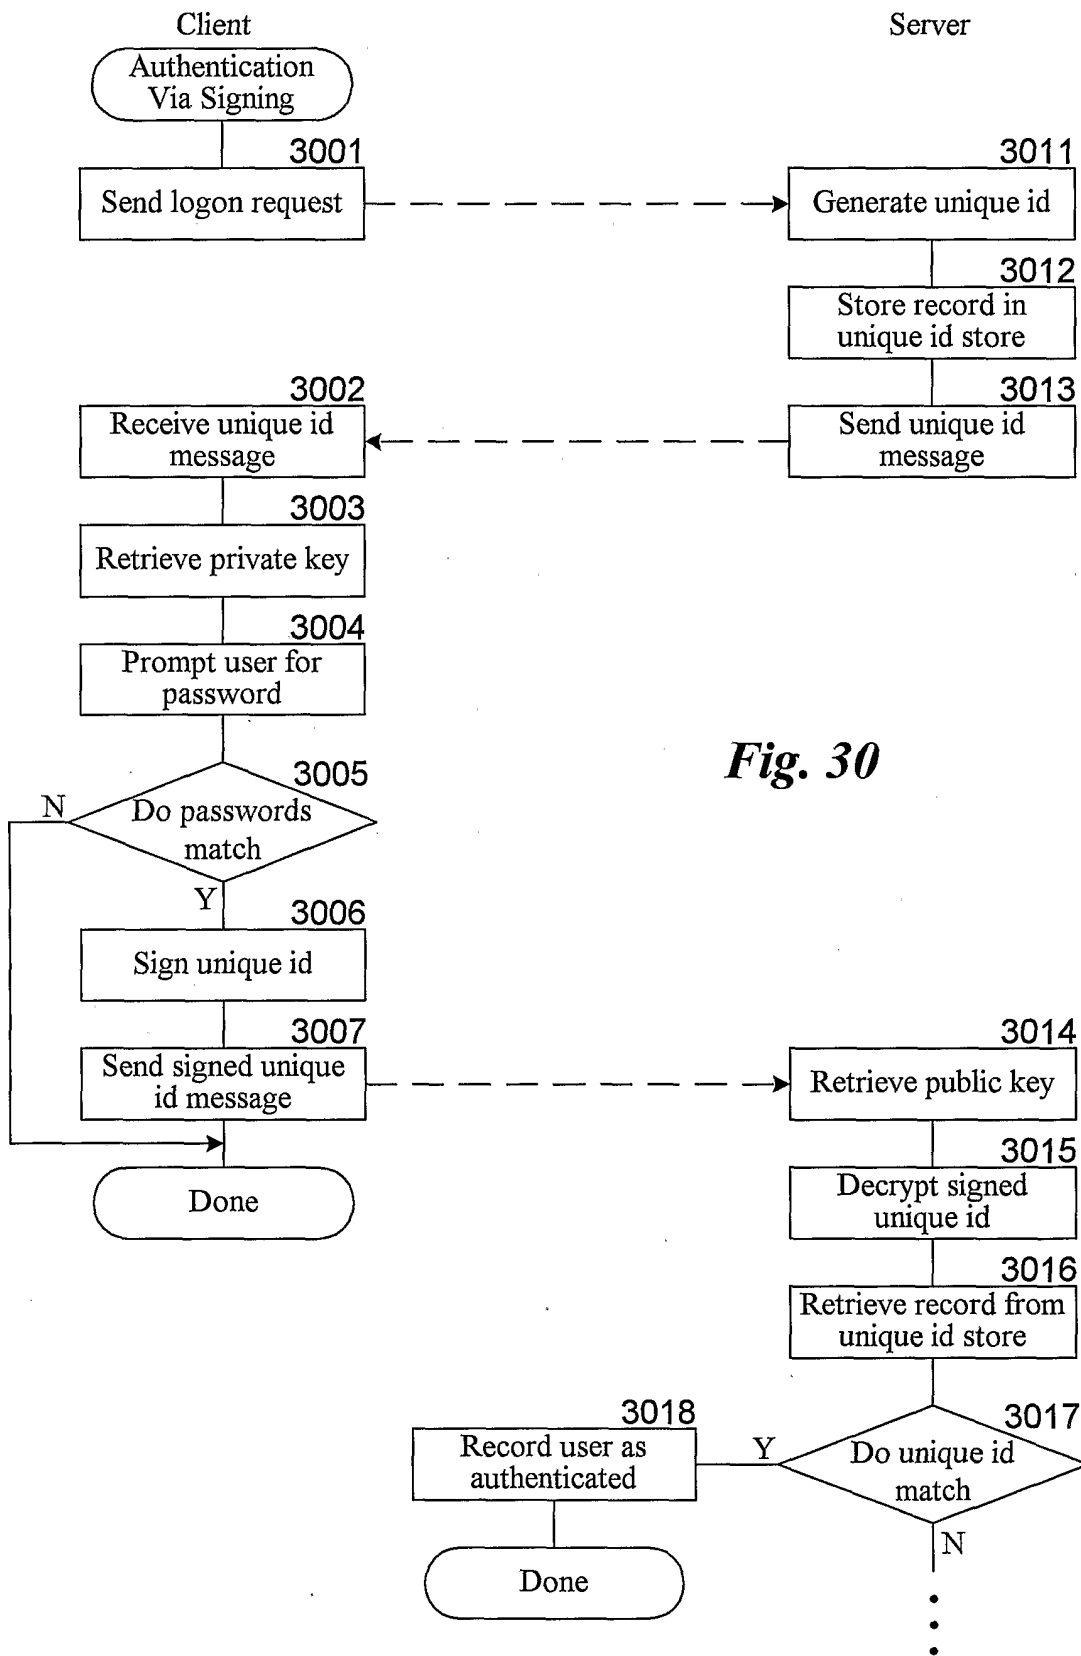 Client
Server
Authentication
Via Signing
3001
Send logon request
3011
Generate unique id
3012
Store record in
unique id store
3002
Receive unique id
message
3013
Send unique id
message
3003
Retrieve private key
3004
Prompt user for
password
Fig. 30
3005
N
Do passwords
match
Y
3006
Sign unique id
3007
Send signed unique
id message
3014
Retrieve public key
Done
3015
Decrypt signed
unique id
3016
Retrieve record from
unique id store
3018
Record user as
authenticated
Y
3017
Do unique id
match
N
Done